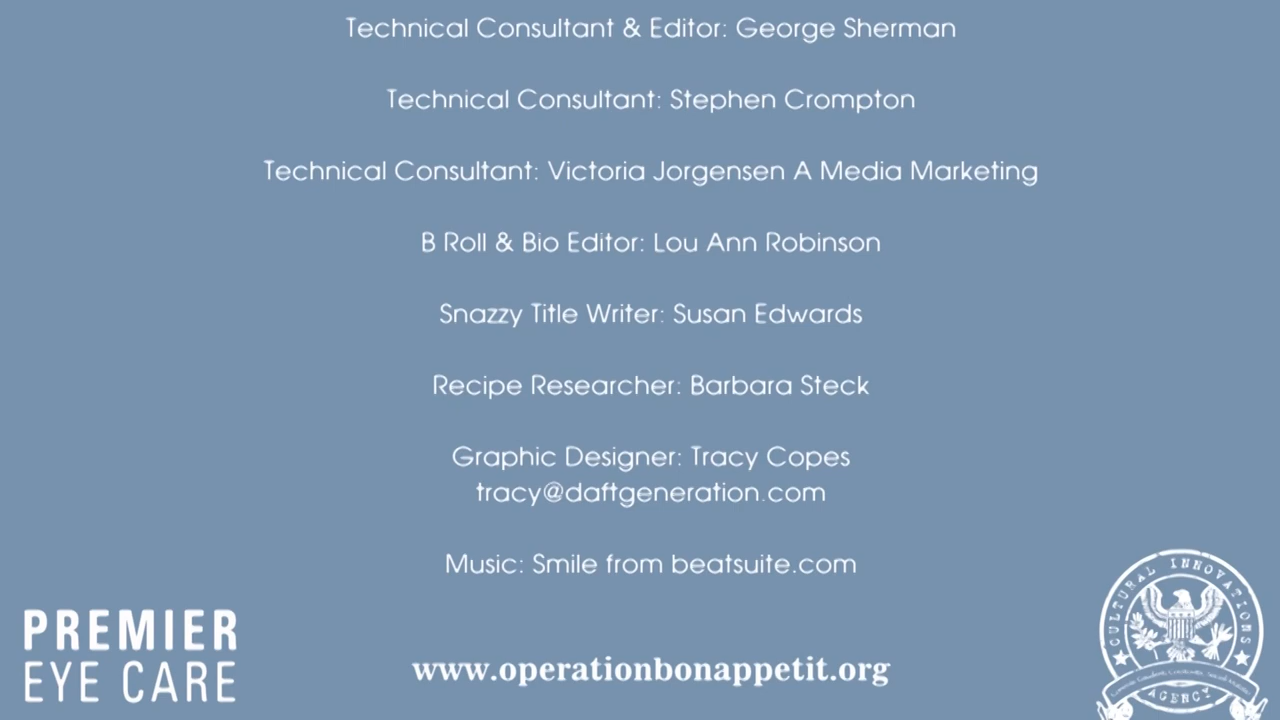 Technical Consultant & Editor: George Sherman
Technical Consultant: Stephen Crompton
Technical Consultant: Victoria Jorgensen A Media Marketing
B Roll & Bio Editor: Lou Ann Robinson
Snazzy Title Writer: Susan Edwards
Recipe Researcher: Barbara Steck
Graphic Designer: Tracy Copes
tracy@daftgeneration.com
Music: Smile from beatsuite.com
PREMIER
EYE CARE
www.operationbonappetit.org
CULTURAL INNOVATIONS
AGENCY